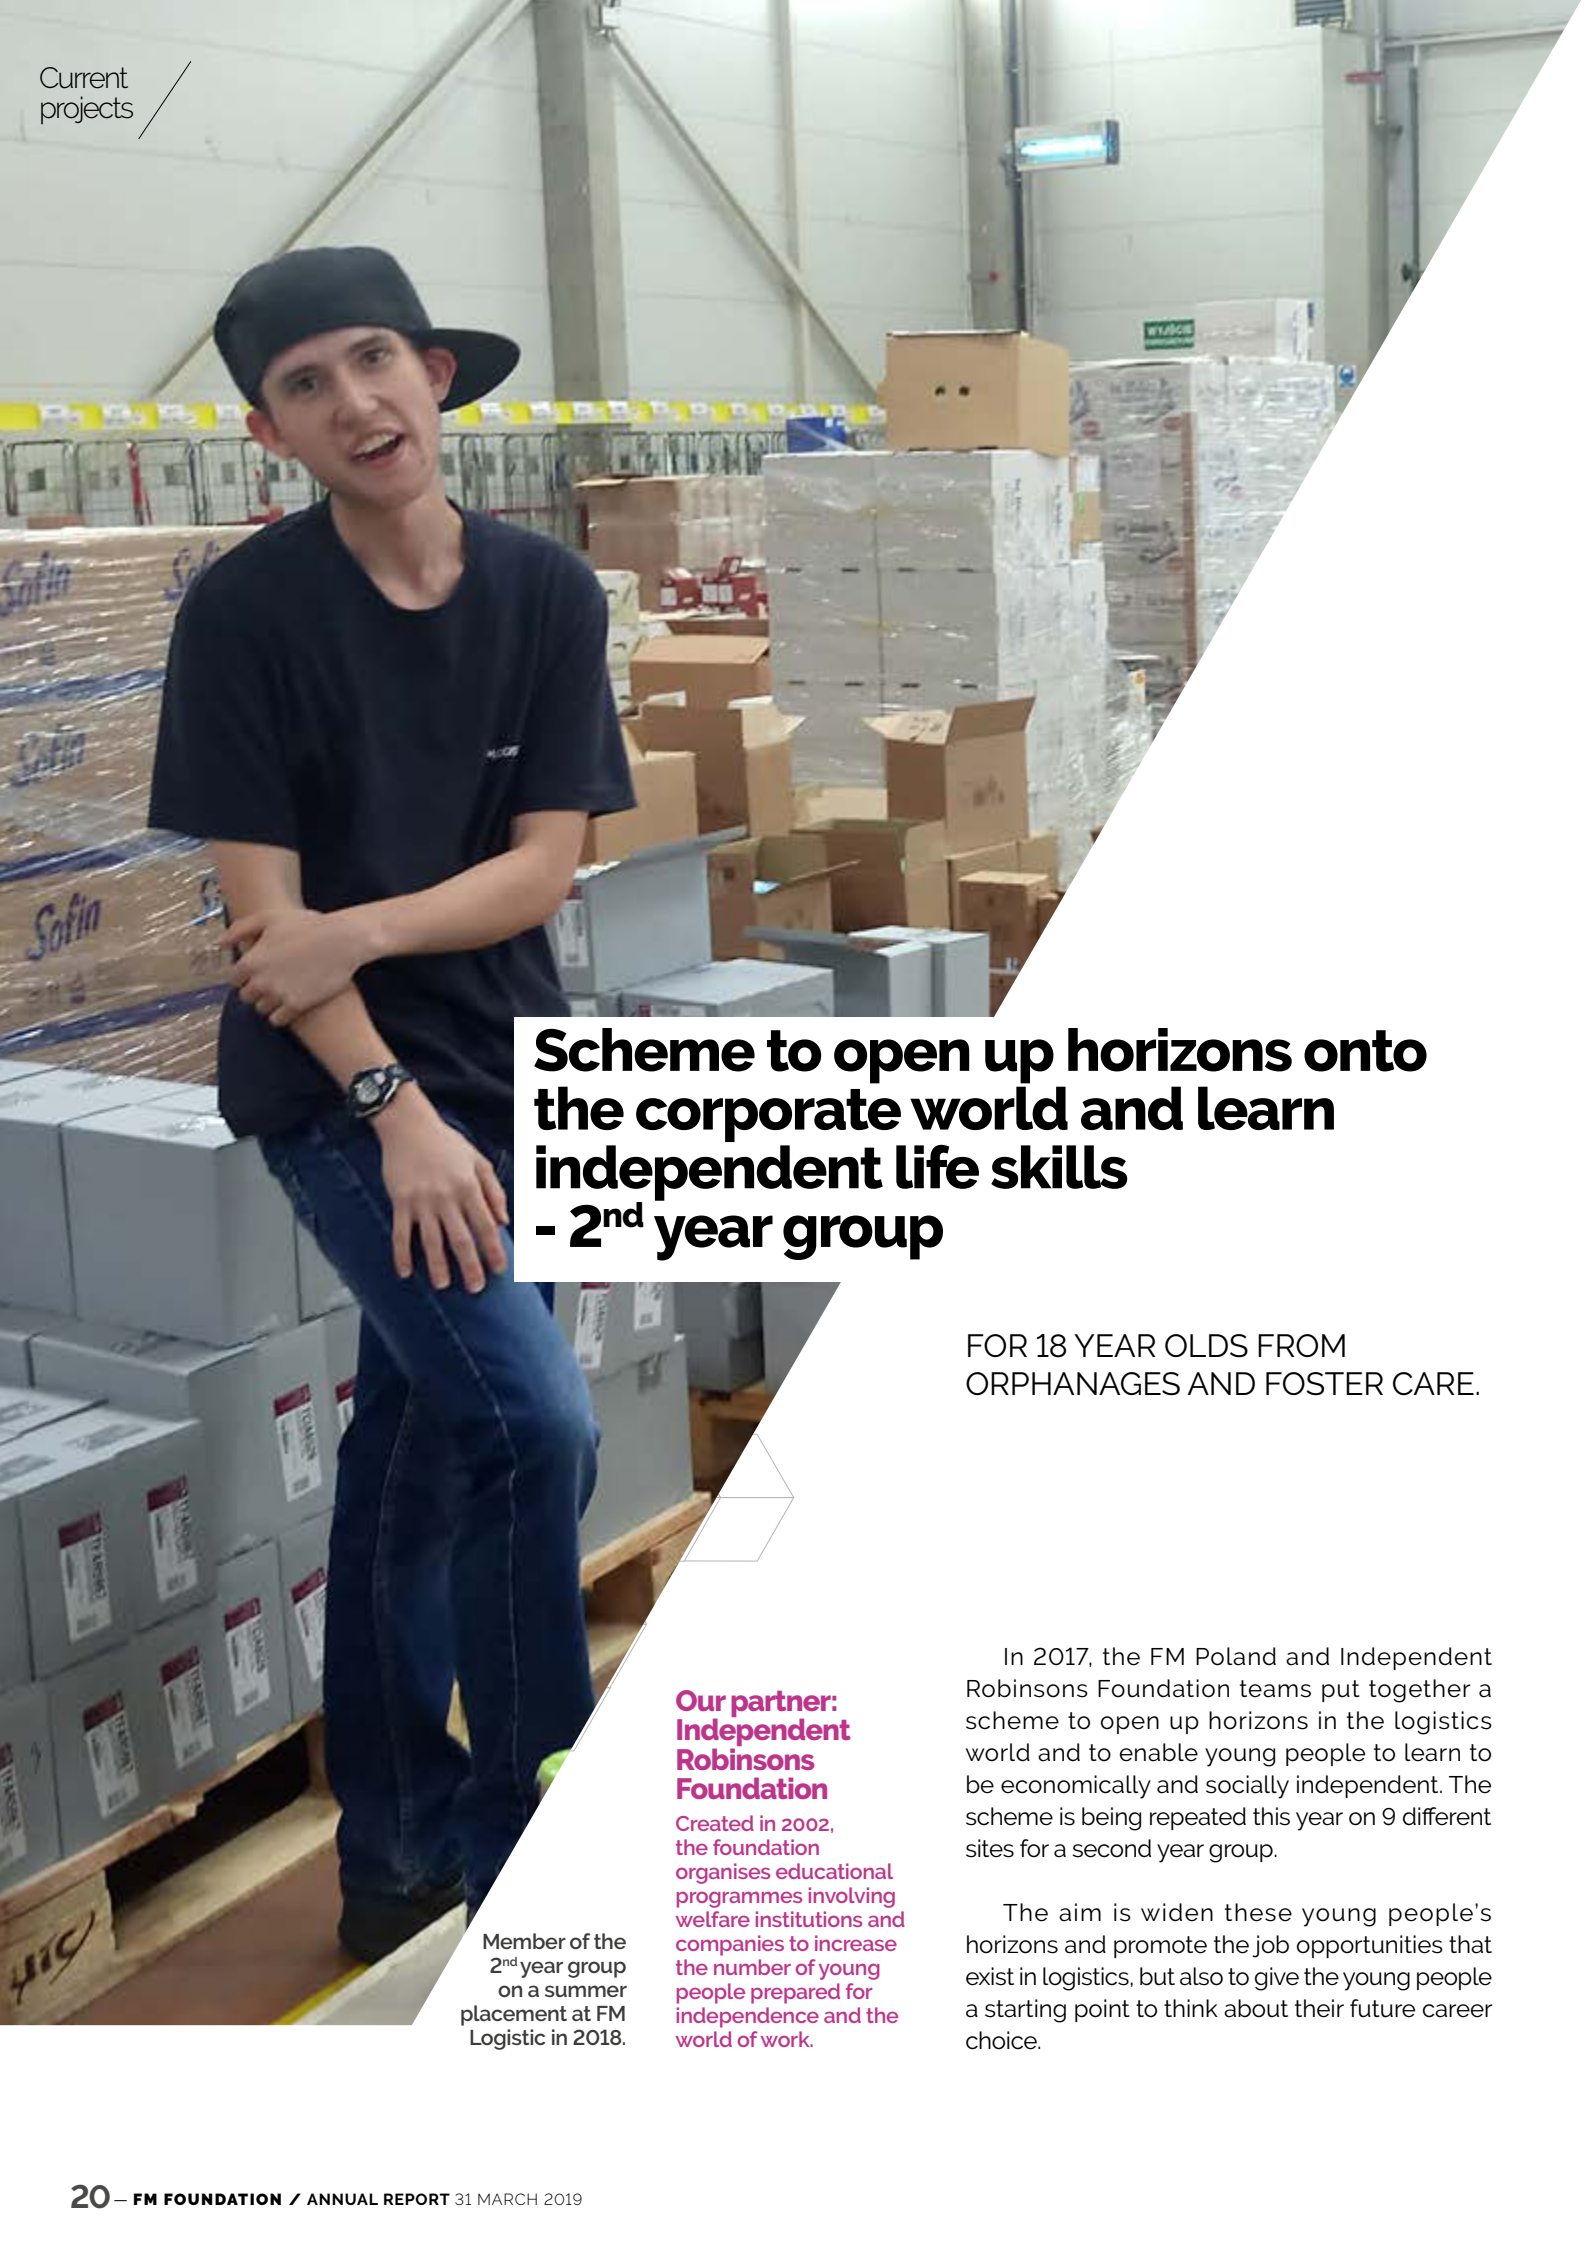 Current
projects
WYJŚCIE
Sofin
Sofin
Sofin
Scheme to open up horizons onto
the corporate world and learn
independent life skills
- 2nd year group
FOR 18 YEAR OLDS FROM
ORPHANAGES AND FOSTER CARE.
In 2017, the FM Poland and Independent
Robinsons Foundation teams put together a
scheme to open up horizons in the logistics
world and to enable young people to learn to
be economically and socially independent. The
scheme is being repeated this year on 9 different
sites for a second year group.
The aim is widen these young people’s
horizons and promote the job opportunities that
exist in logistics, but also to give the young people
a starting point to think about their future career
choice.
Our partner:
Independent
Robinsons
Foundation
Created in 2002,
the foundation
organises educational
programmes involving
welfare institutions and
companies to increase
the number of young
people prepared for
independence and the
world of work.
Member of the
2nd year group
on a summer
placement at FM
Logistic in 2018.
20 — FM FOUNDATION / ANNUAL REPORT 31 MARCH 2019